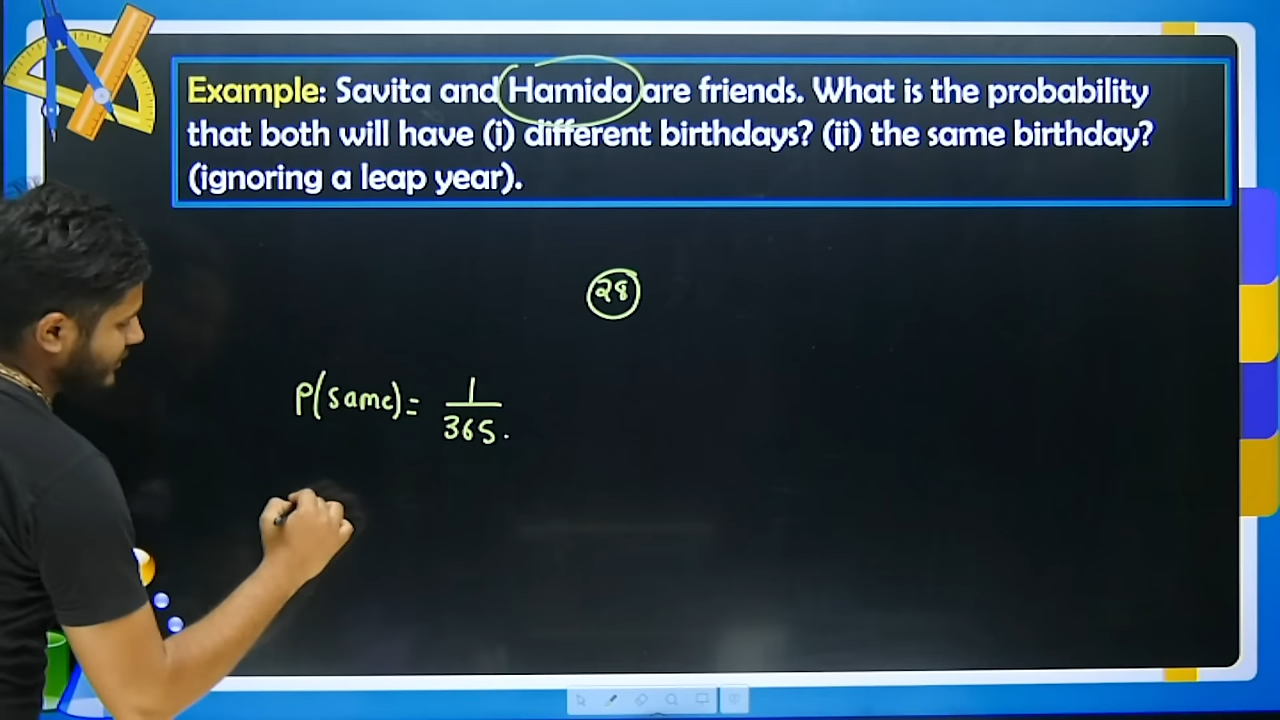 Example: Savita and Hamida are friends. What is the probability
that both will have (i) different birthdays? (ii) the same birthday?
(ignoring a leap year).
28
P(same) = 1/365.